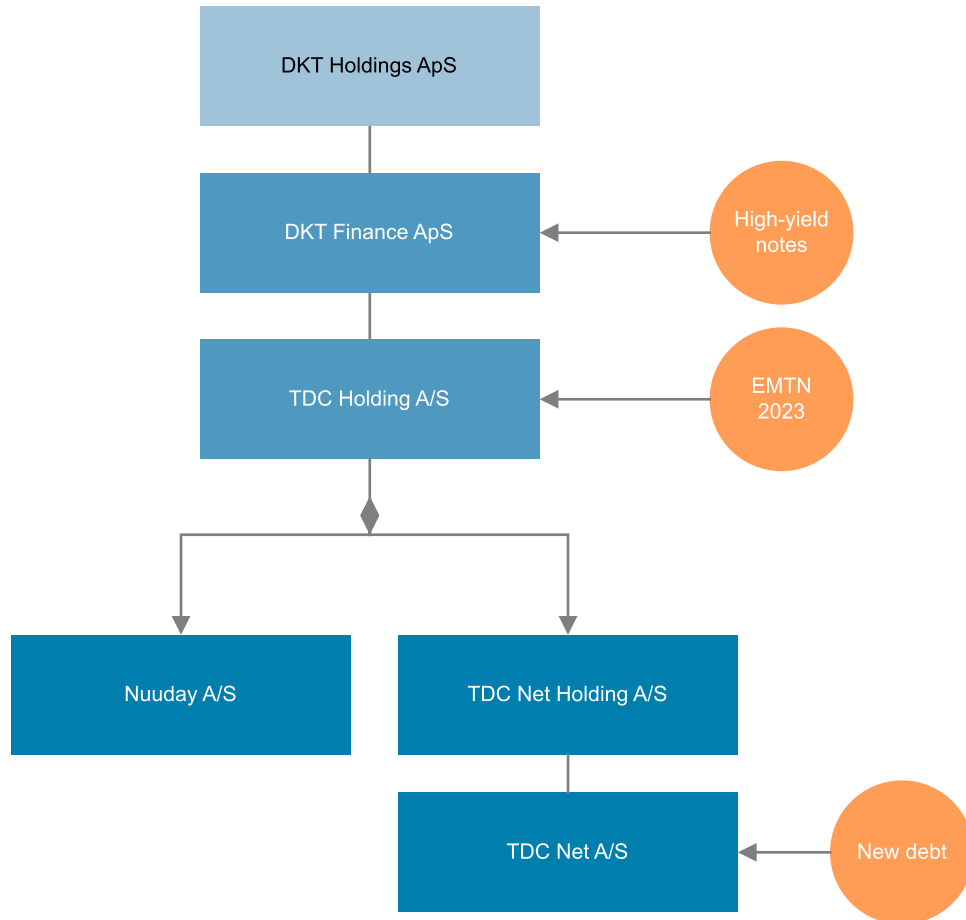 DKT Holdings ApS
DKT Finance ApS
High-yield
notes
TDC Holding A/S
EMTN
2023
Nuuday A/S
TDC Net Holding A/S
TDC Net A/S
New debt